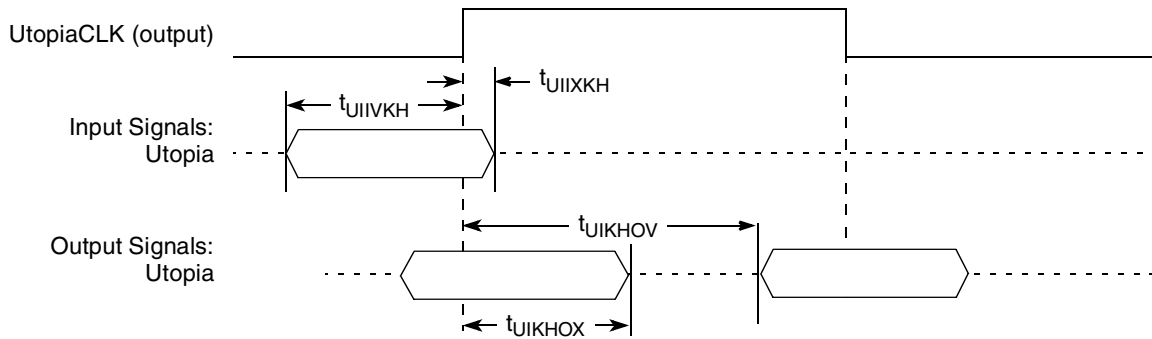 UtopiaCLK (output)
tUIIXKH
tUIIVKH
Input Signals:
Utopia
tUIKHOV
Output Signals:
Utopia
tUIKHOX